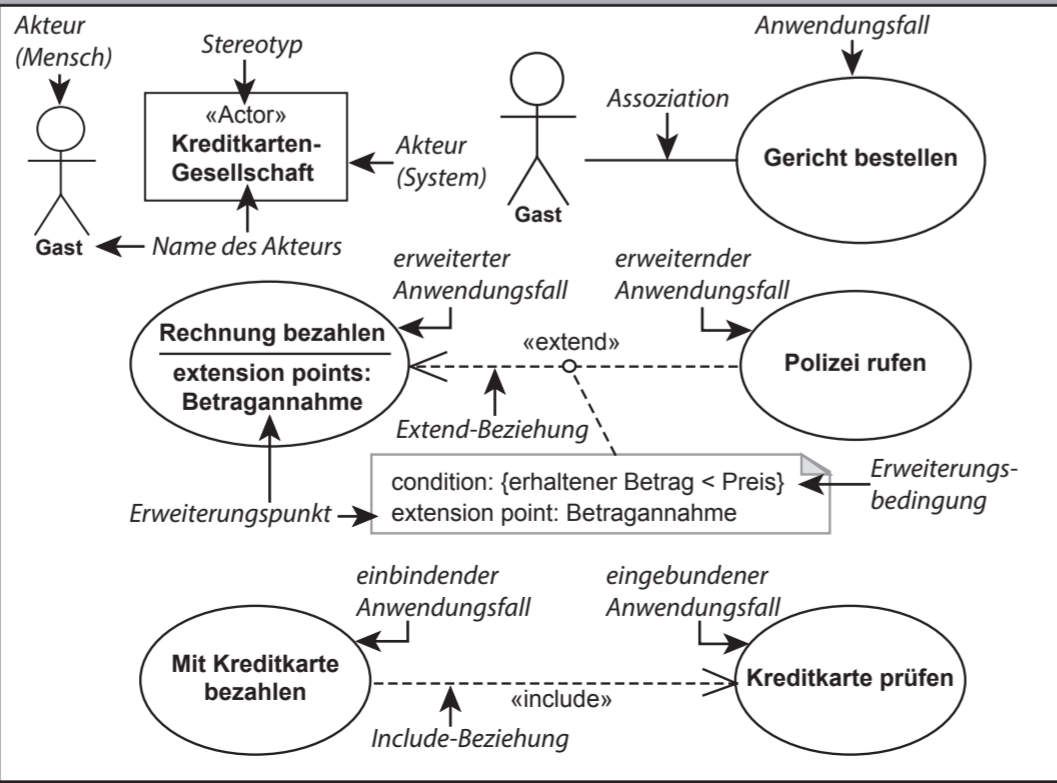 Akteur
(Mensch)
Stereotyp
«Actor»
Kreditkarten-
Gesellschaft
Akteur
(System)
Gast
Name des Akteurs
Anwendungsfall
Assoziation
Gericht bestellen
Gast
erweiterter
Anwendungsfall
erweiternder
Anwendungsfall
Rechnung bezahlen
extension points:
Betragannahme
«extend»
Polizei rufen
Extend-Beziehung
condition: {erhaltener Betrag < Preis}
extension point: Betragannahme
Erweiterungs-
bedingung
Erweiterungspunkt
einbindender
Anwendungsfall
eingebundener
Anwendungsfall
Mit Kreditkarte
bezahlen
«include»
Kreditkarte prüfen
Include-Beziehung